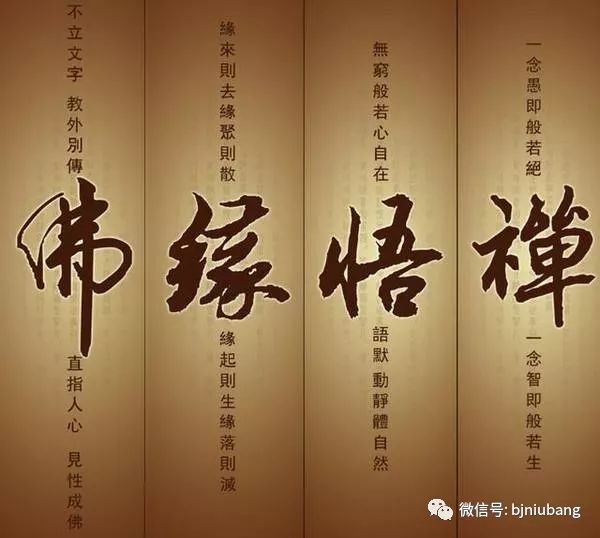 一念愚即般若絕
禪
一念智即般若生
無窮般若心自在
悟
語默動靜體自然
緣來則去緣聚則散
緣
緣起則生緣落則滅
不立文字 教外別傳
佛
直指人心 見性成佛
微信号: bjniubang